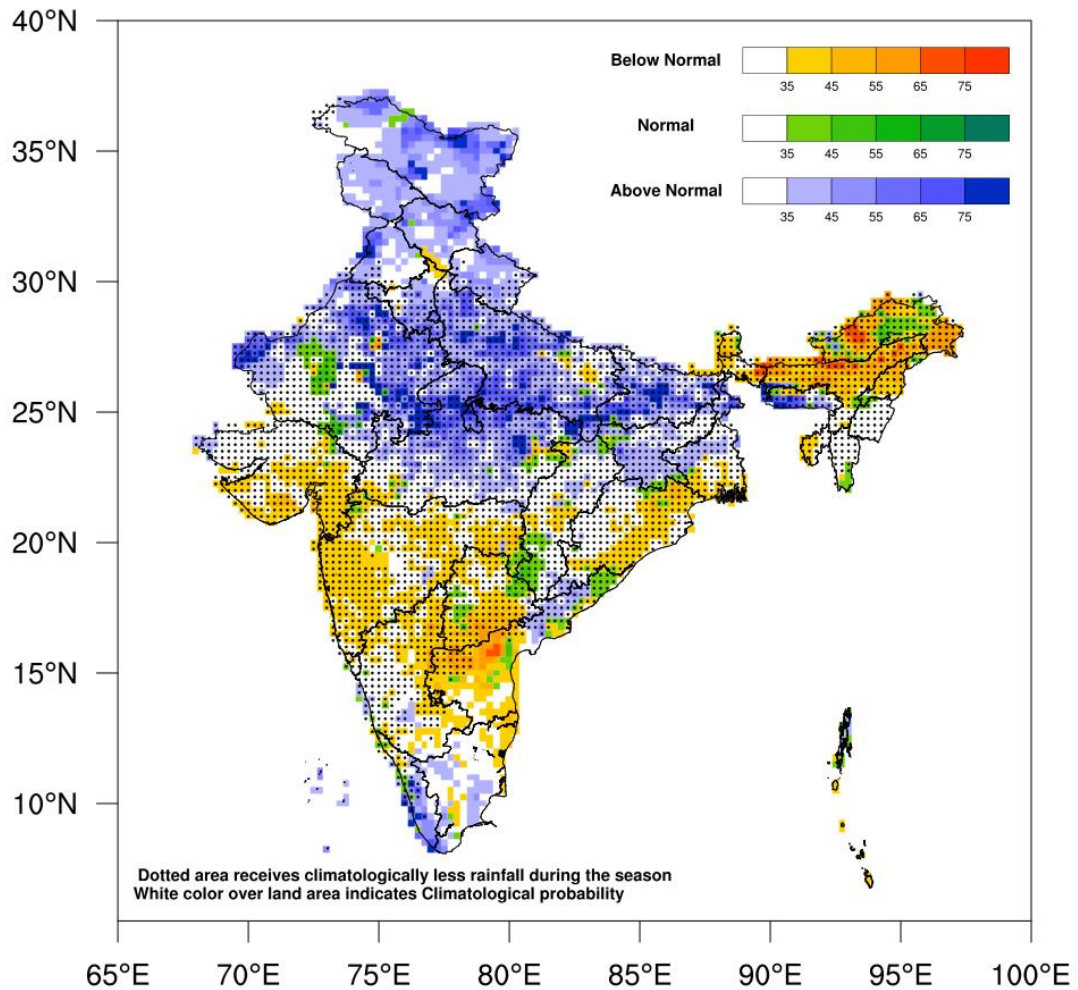 40°N
Below Normal
35 45 55 65 75
Normal
35 45 55 65 75
Above Normal
35 45 55 65 75
35°N
30°N
25°N
20°N
15°N
10°N
Dotted area receives climatologically less rainfall during the season
White color over land area indicates Climatological probability
65°E 70°E 75°E 80°E 85°E 90°E 95°E 100°E